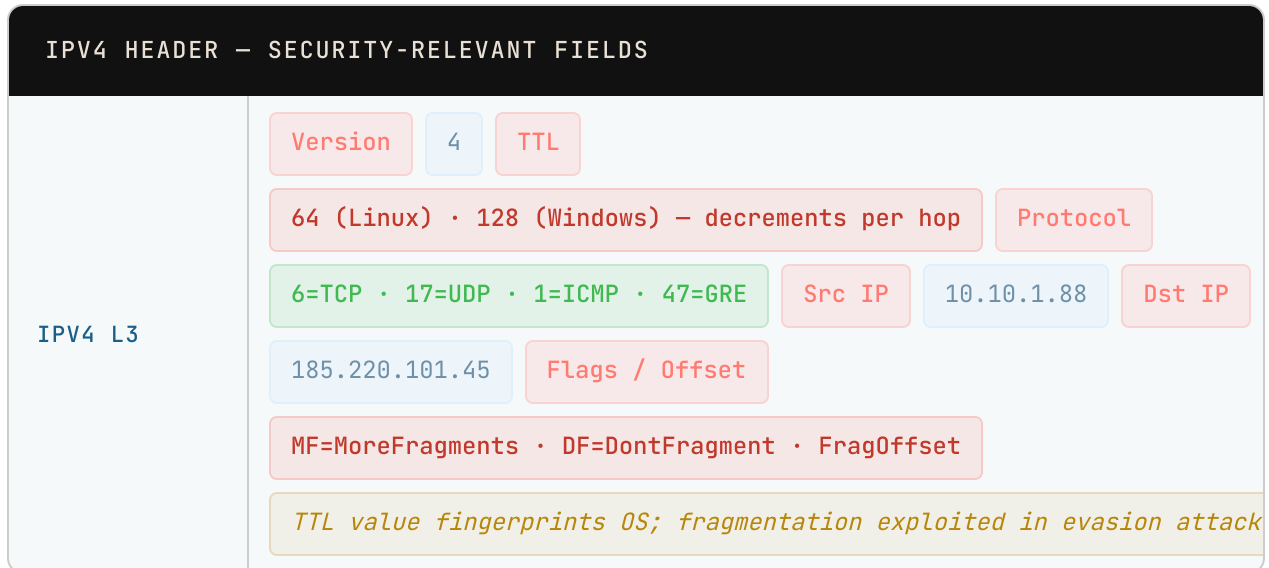 IPV4 HEADER — SECURITY-RELEVANT FIELDS
IPV4 L3
Version 4 TTL
64 (Linux) · 128 (Windows) — decrements per hop Protocol
6=TCP · 17=UDP · 1=ICMP · 47=GRE Src IP 10.10.1.88 Dst IP
185.220.101.45 Flags / Offset
MF=MoreFragments · DF=DontFragment · FragOffset
TTL value fingerprints OS; fragmentation exploited in evasion attack